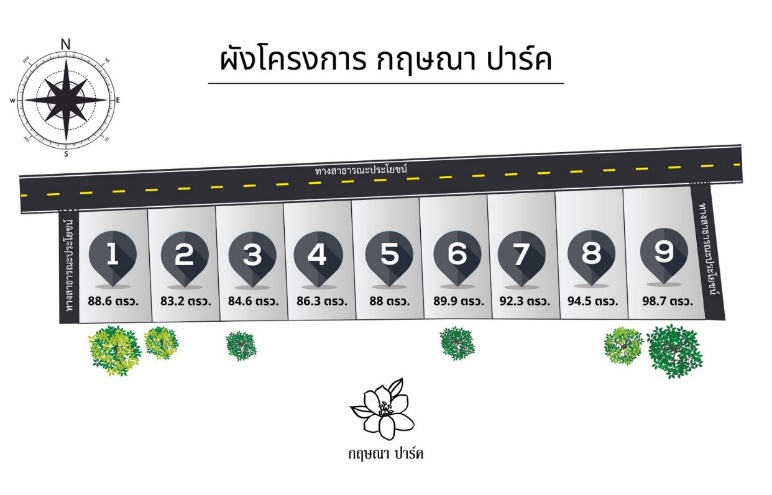 N
W
E
S
ผังโครงการ กฤษณา ปาร์ค
ทางสาธารณะประโยชน์
ทางสาธารณะประโยชน์
1 2 3 4 5 6 7 8 9
88.6 ตรว. 83.2 ตรว. 84.6 ตรว. 86.3 ตรว. 88 ตรว. 89.9 ตรว. 92.3 ตรว. 94.5 ตรว. 98.7 ตรว.
ทางสาธารณะประโยชน์
กฤษณา ปาร์ค